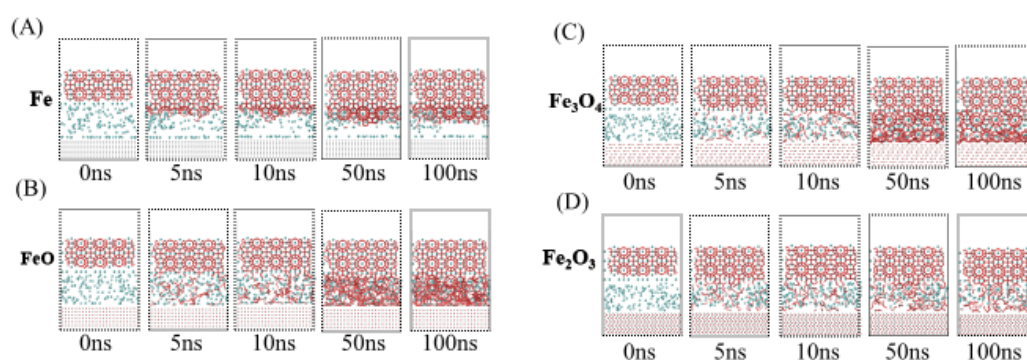 (A)
Fe
0ns 5ns 10ns 50ns 100ns
(B)
FeO
0ns 5ns 10ns 50ns 100ns
(C)
Fe₃O₄
0ns 5ns 10ns 50ns 100ns
(D)
Fe₂O₃
0ns 5ns 10ns 50ns 100ns